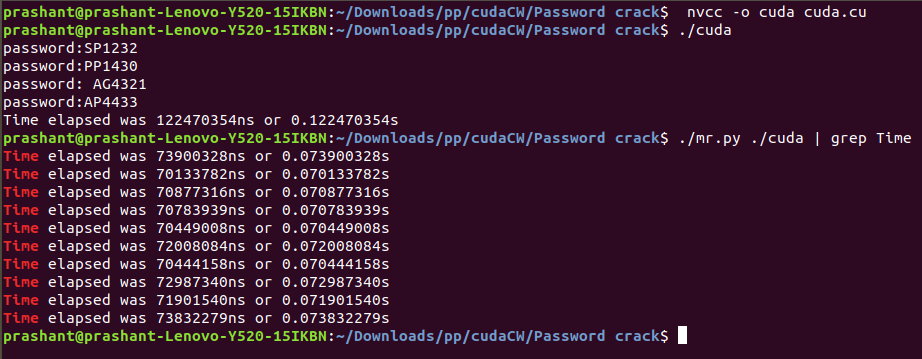 prashant@prashant-Lenovo-Y520-15IKBN:~/Downloads/pp/cudaCW/Password crack$  nvcc -o cuda cuda.cu
prashant@prashant-Lenovo-Y520-15IKBN:~/Downloads/pp/cudaCW/Password crack$ ./cuda
password:SP1232
password:PP1430
password: AG4321
password:AP4433
Time elapsed was 122470354ns or 0.122470354s
prashant@prashant-Lenovo-Y520-15IKBN:~/Downloads/pp/cudaCW/Password crack$ ./mr.py ./cuda | grep Time
Time elapsed was 73900328ns or 0.073900328s
Time elapsed was 70133782ns or 0.070133782s
Time elapsed was 70877316ns or 0.070877316s
Time elapsed was 70783939ns or 0.070783939s
Time elapsed was 70449008ns or 0.070449008s
Time elapsed was 72008084ns or 0.072008084s
Time elapsed was 70444158ns or 0.070444158s
Time elapsed was 72987340ns or 0.072987340s
Time elapsed was 71901540ns or 0.071901540s
Time elapsed was 73832279ns or 0.073832279s
prashant@prashant-Lenovo-Y520-15IKBN:~/Downloads/pp/cudaCW/Password crack$